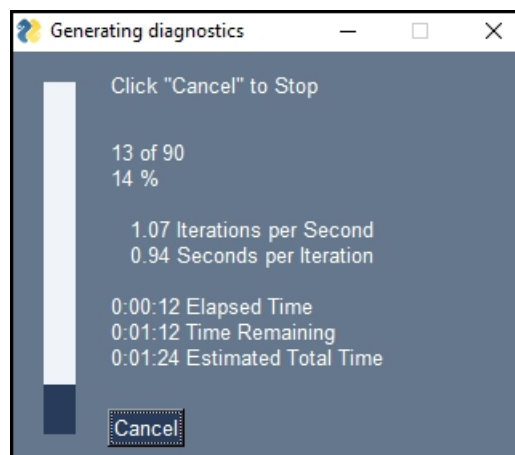 Generating diagnostics
Click "Cancel" to Stop
13 of 90
14 %
1.07 Iterations per Second
0.94 Seconds per Iteration
0:00:12 Elapsed Time
0:01:12 Time Remaining
0:01:24 Estimated Total Time
Cancel